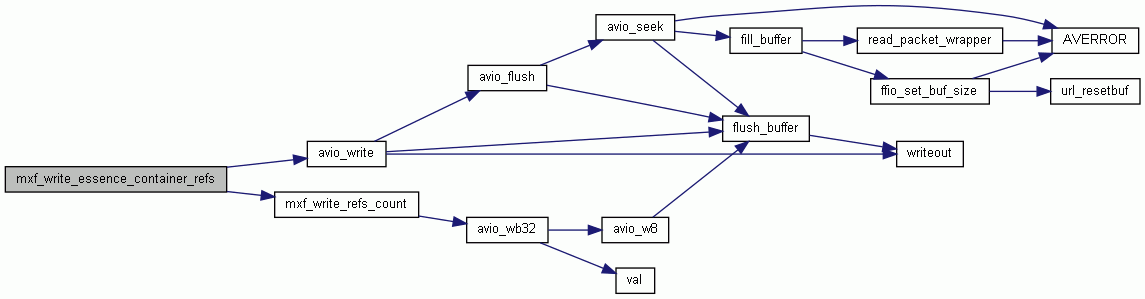 avio_seek
fill_buffer
read_packet_wrapper
AVERROR
avio_flush
ffio_set_buf_size
url_resetbuf
flush_buffer
avio_write
writeout
mxf_write_essence_container_refs
mxf_write_refs_count
avio_wb32
avio_w8
val